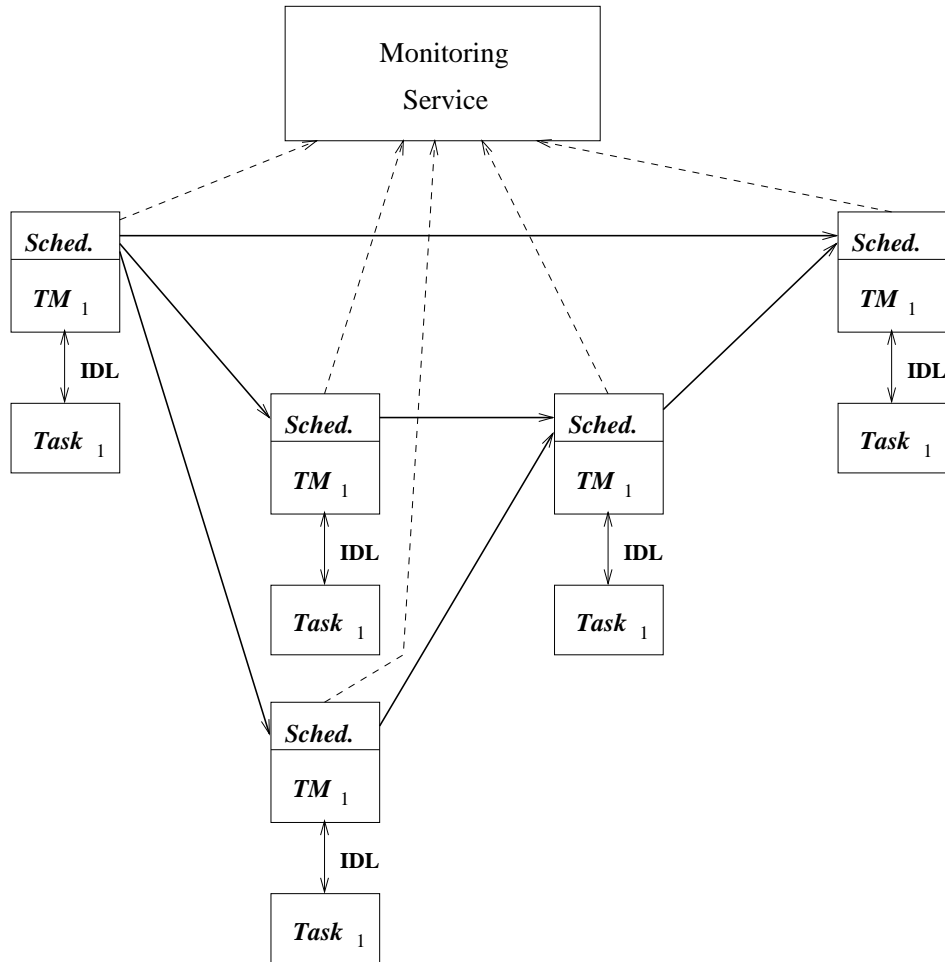 Monitoring
Service
Sched.
TM 1
IDL
Task 1
Sched.
TM 1
IDL
Task 1
Sched.
TM 1
IDL
Task 1
Sched.
TM 1
IDL
Task 1
Sched.
TM 1
IDL
Task 1